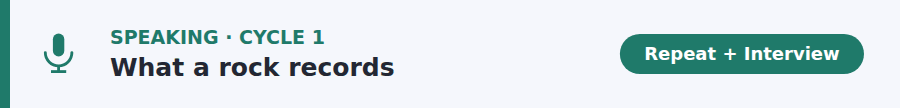 SPEAKING · CYCLE 1
What a rock records
Repeat + Interview